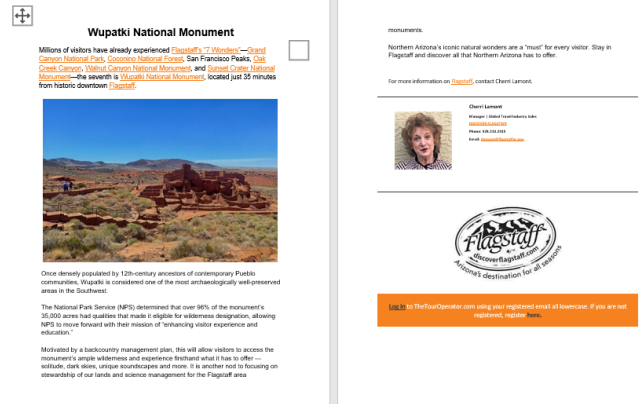 Wupatki National Monument
Millions of visitors have already experienced Flagstaff's "7 Wonders"—Grand
Canyon National Park, Coconino National Forest, San Francisco Peaks, Oak
Creek Canyon, Walnut Canyon National Monument, and Sunset Crater National
Monument—the seventh is Wupatki National Monument, located just 35 minutes
from historic downtown Flagstaff.
Once densely populated by 12th-century ancestors of contemporary Pueblo
communities, Wupatki is considered one of the most archaeologically well-preserved
areas in the Southwest.
The National Park Service (NPS) determined that over 96% of the monument's
35,000 acres had qualities that made it eligible for wilderness designation, allowing
NPS to move forward with their mission of "enhancing visitor experience and
education."
Motivated by a backcountry management plan, this will allow visitors to access the
monument's ample wilderness and experience firsthand what it has to offer —
solitude, dark skies, unique soundscapes and more. It is another nod to focusing on
stewardship of our lands and science management for the Flagstaff area
monuments.
Northern Arizona's iconic natural wonders are a "must" for every visitor. Stay in
Flagstaff and discover all that Northern Arizona has to offer.
For more information on Flagstaff, contact Cherri Lamont.
Cherri Lamont
Manager | Global Travel Industry Sales
DISCOVER FLAGSTAFF
Phone:
Email:
Flagstaff
discoverflagstaff.com
Arizona's destination for all seasons
Log in to TheTourOperator.com using your registered email all lowercase. If you are not
registered, register here.